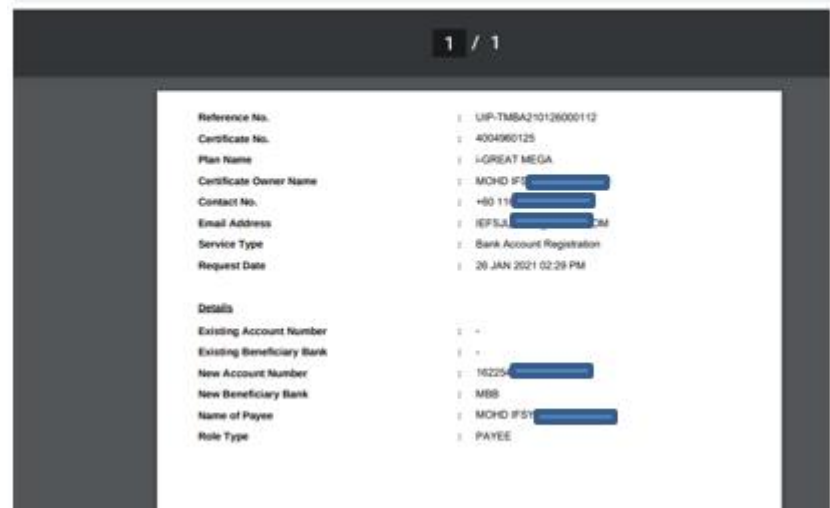 1 / 1
Reference No. : UIP-TMBA210126000112
Certificate No. : 4004960125
Plan Name : i-GREAT MEGA
Certificate Owner Name : MOHD IFS
Contact No. : +60 11
Email Address : IEFSJ OM
Service Type : Bank Account Registration
Request Date : 26 JAN 2021 02:29 PM
Details
Existing Account Number : -
Existing Beneficiary Bank : -
New Account Number : 16225
New Beneficiary Bank : MBB
Name of Payee : MOHD IFSY
Role Type : PAYEE